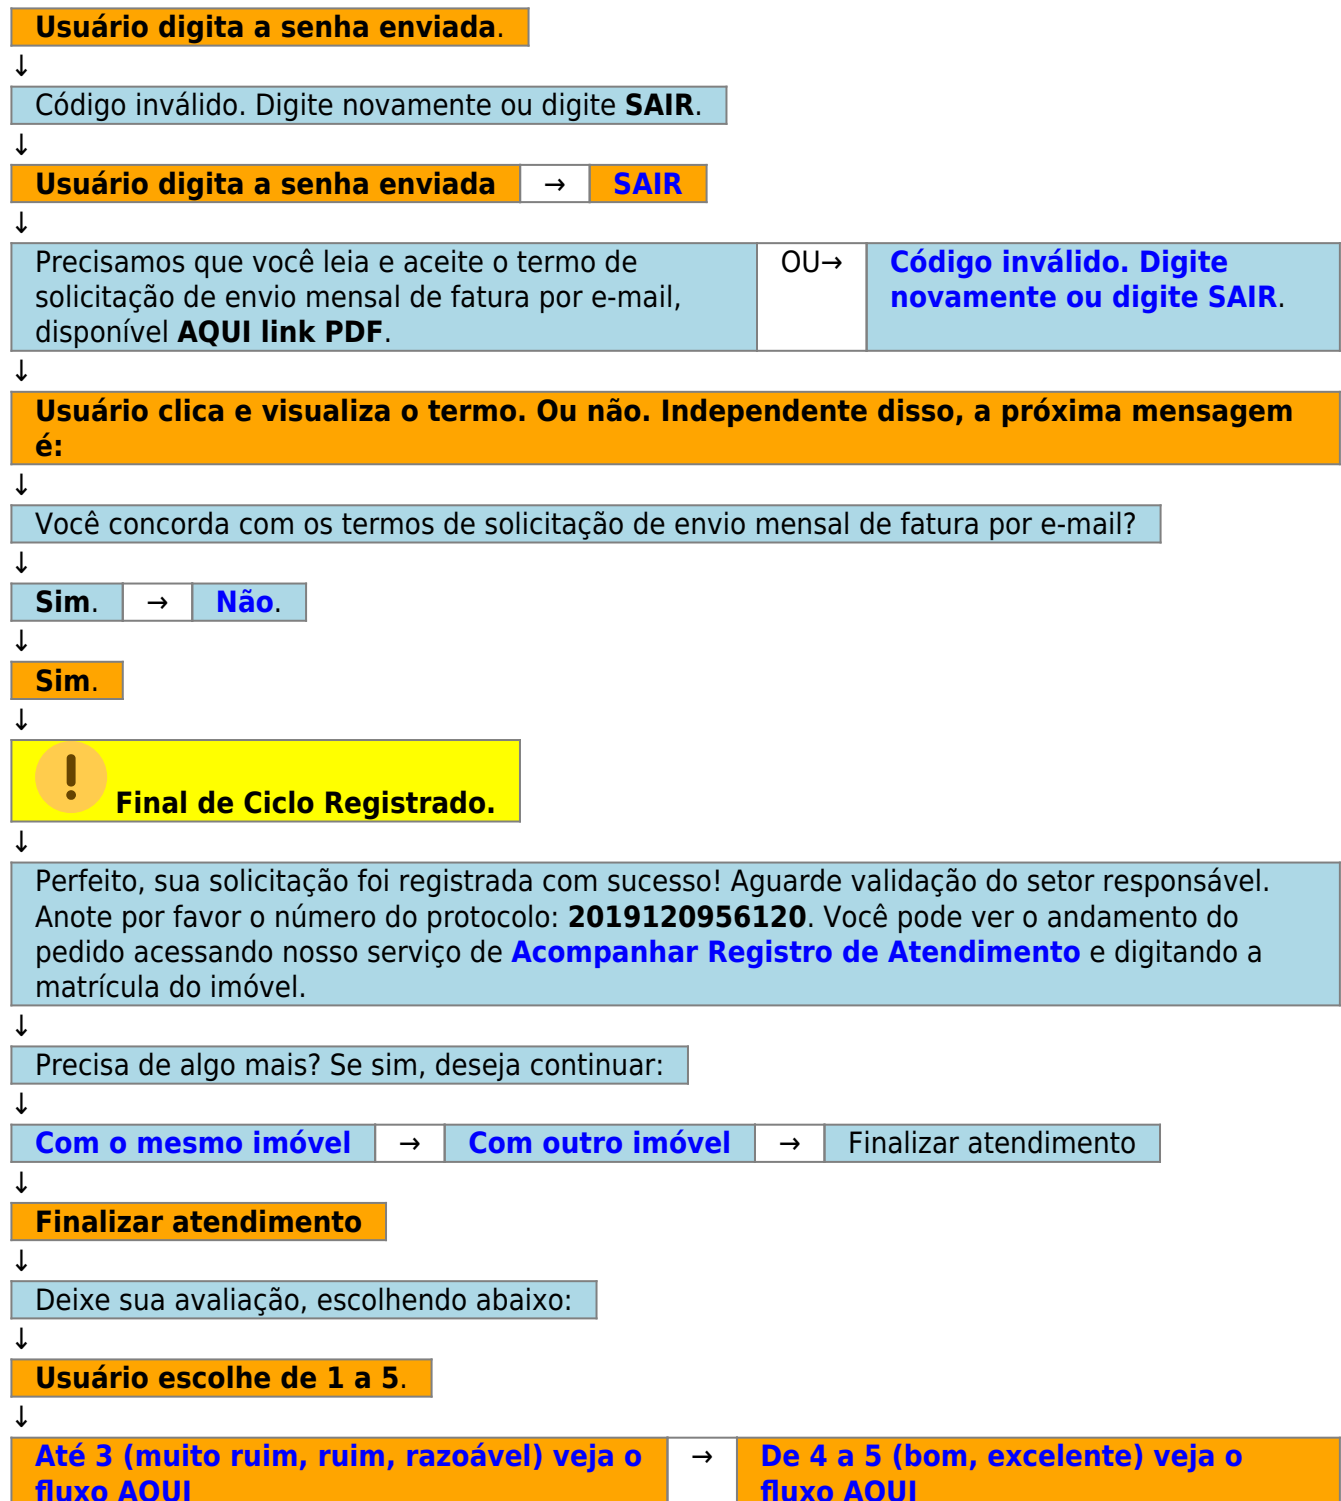 Usuário digita a senha enviada.
↓
Código inválido. Digite novamente ou digite SAIR.
↓
Usuário digita a senha enviada → SAIR
↓
Precisamos que você leia e aceite o termo de
solicitação de envio mensal de fatura por e-mail,
disponível AQUI link PDF.
OU→
Código inválido. Digite
novamente ou digite SAIR.
↓
Usuário clica e visualiza o termo. Ou não. Independente disso, a próxima mensagem
é:
↓
Você concorda com os termos de solicitação de envio mensal de fatura por e-mail?
↓
Sim. → Não.
↓
Sim.
↓
Final de Ciclo Registrado.
↓
Perfeito, sua solicitação foi registrada com sucesso! Aguarde validação do setor responsável.
Anote por favor o número do protocolo: 2019120956120. Você pode ver o andamento do
pedido acessando nosso serviço de Acompanhar Registro de Atendimento e digitando a
matrícula do imóvel.
↓
Precisa de algo mais? Se sim, deseja continuar:
↓
Com o mesmo imóvel → Com outro imóvel → Finalizar atendimento
↓
Finalizar atendimento
↓
Deixe sua avaliação, escolhendo abaixo:
↓
Usuário escolhe de 1 a 5.
↓
Até 3 (muito ruim, ruim, razoável) veja o
fluxo AQUI
→
De 4 a 5 (bom, excelente) veja o
fluxo AQUI